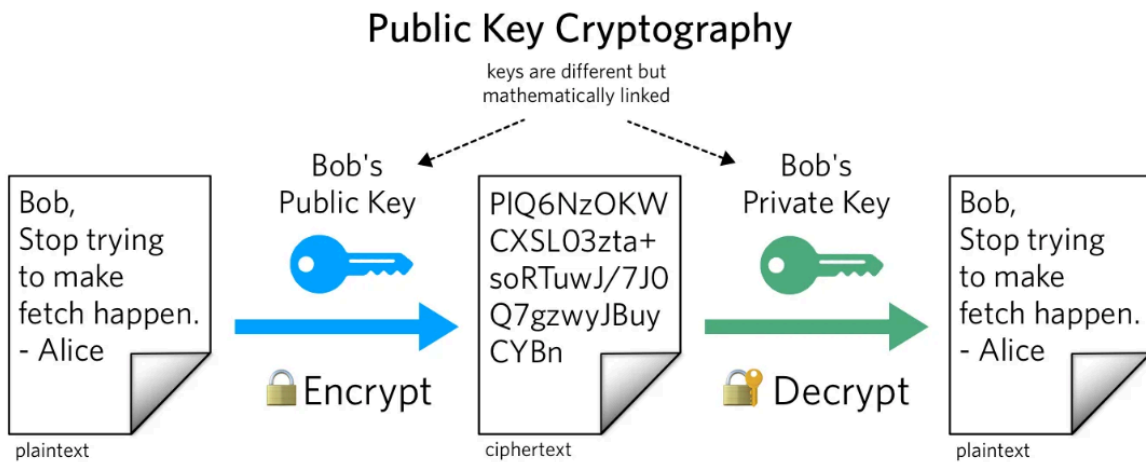 Public Key Cryptography
keys are different but
mathematically linked
Bob,
Stop trying
to make
fetch happen.
- Alice
plaintext
Bob's
Public Key
Encrypt
PlQ6NzOKW
CXSL03zta+
soRTuwJ/7J0
Q7gzwyJBuy
CYBn
ciphertext
Bob's
Private Key
Decrypt
Bob,
Stop trying
to make
fetch happen.
- Alice
plaintext